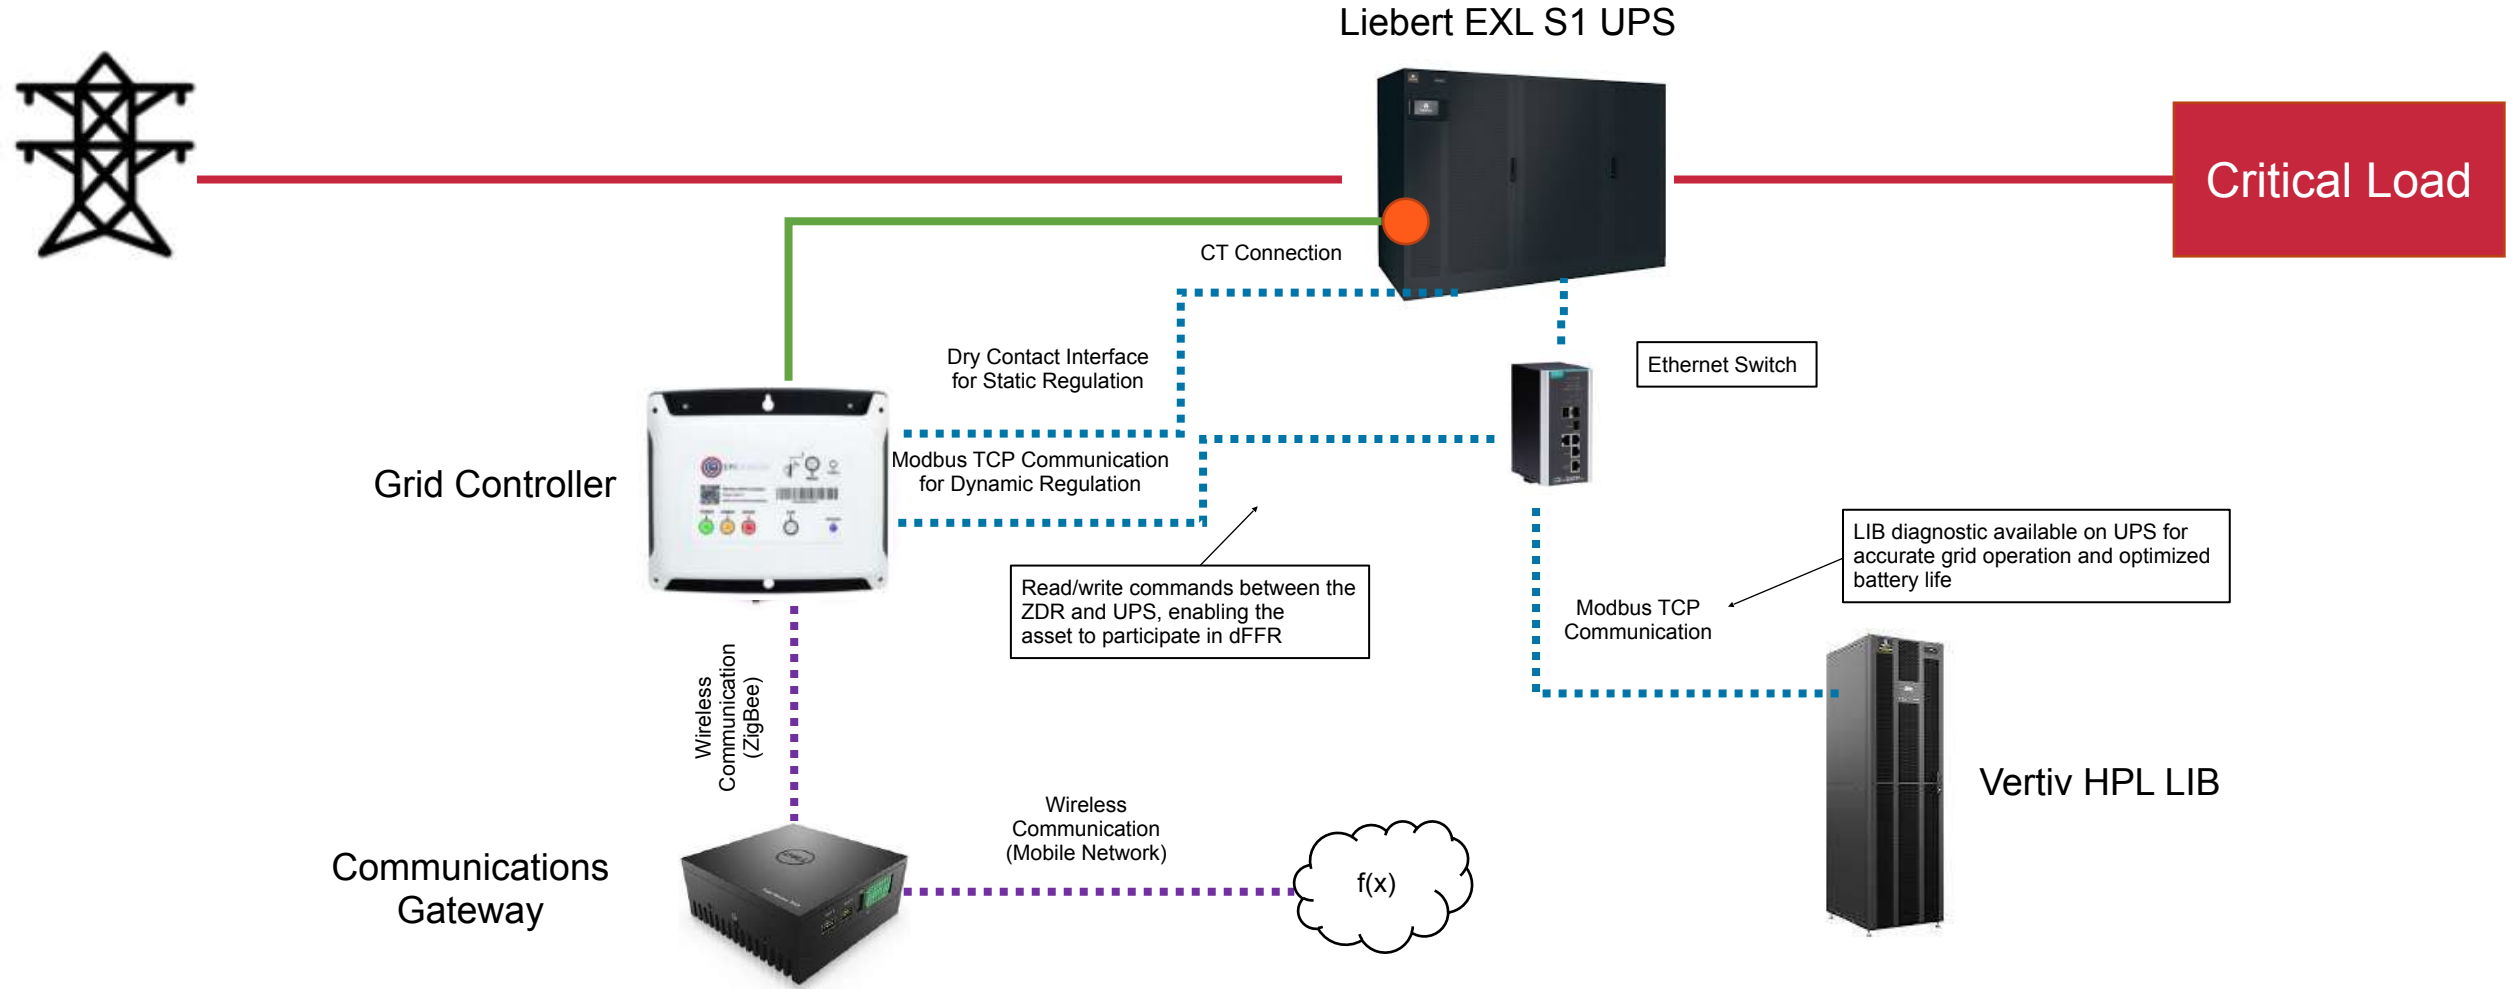 Liebert EXL S1 UPS
Critical Load
CT Connection
Dry Contact Interface
for Static Regulation
Ethernet Switch
Grid Controller
Modbus TCP Communication
for Dynamic Regulation
LIB diagnostic available on UPS for
accurate grid operation and optimized
battery life
Read/write commands between the
ZDR and UPS, enabling the
asset to participate in dFFR
Modbus TCP
Communication
Wireless
Communication
(ZigBee)
Vertiv HPL LIB
Wireless
Communication
(Mobile Network)
Communications
Gateway
DELL
f(x)